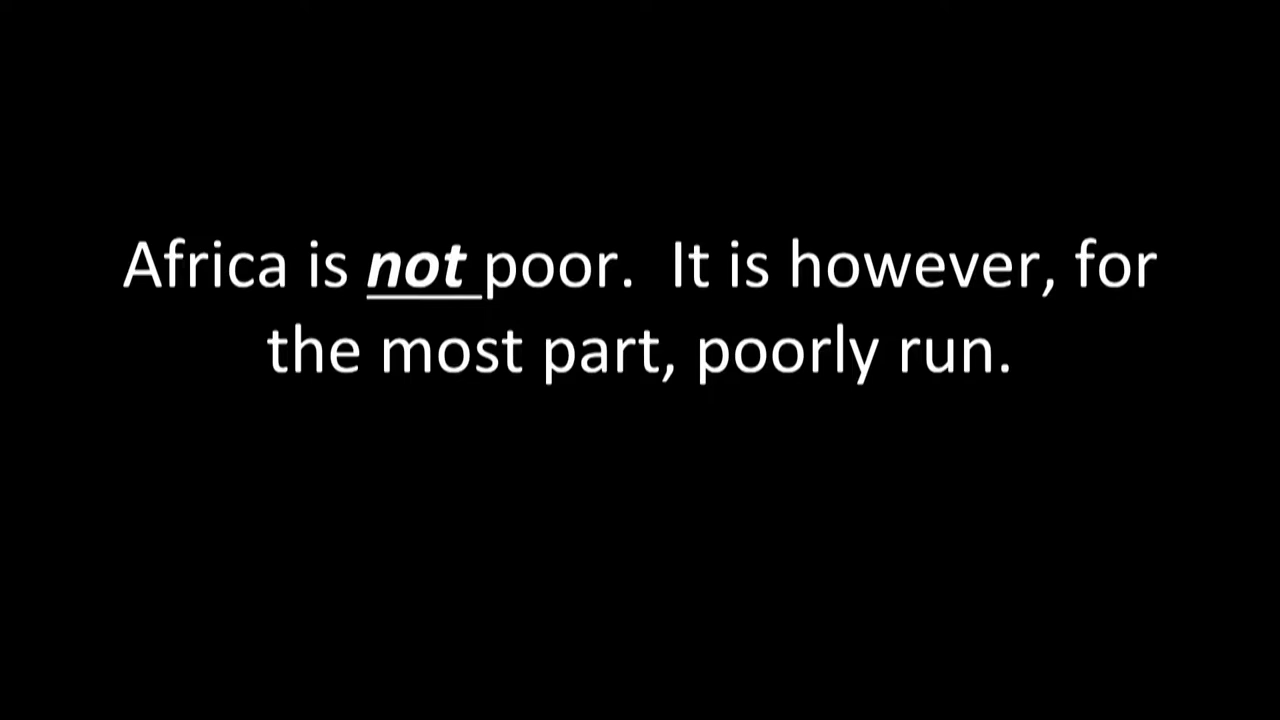 Africa is not poor.  It is however, for
the most part, poorly run.